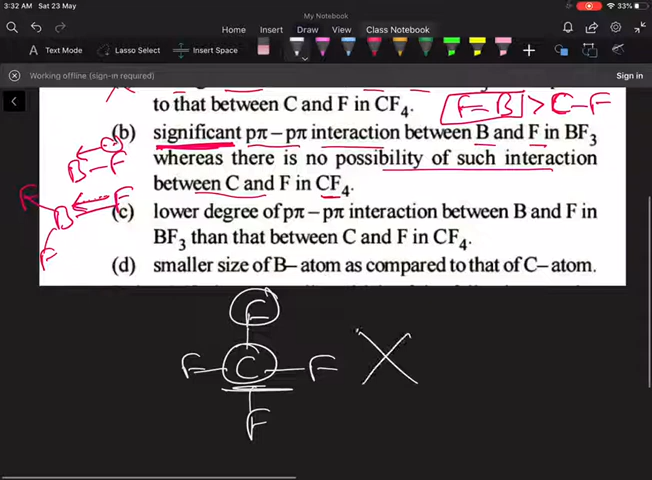 3:32 AM Sat 23 May
33%
My Notebook
Home Insert Draw View Class Notebook
Text Mode Lasso Select Insert Space
Working offline (sign-in required) Sign in
to that between C and F in CF₄. F=B > C-F
(b) significant pπ–pπ interaction between B and F in BF₃
B-F
whereas there is no possibility of such interaction
between C and F in CF₄.
F B F
F
(c) lower degree of pπ–pπ interaction between B and F in
BF₃ than that between C and F in CF₄.
(d) smaller size of B–atom as compared to that of C–atom.
F
F-C-F
F